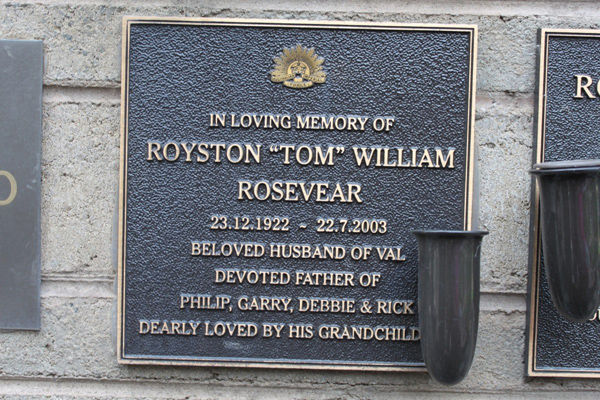 IN LOVING MEMORY OF
ROYSTON "TOM" WILLIAM
ROSEVEAR
23.12.1922 ~ 22.7.2003
BELOVED HUSBAND OF VAL
DEVOTED FATHER OF
PHILIP, GARRY, DEBBIE & RICK
DEARLY LOVED BY HIS GRANDCHILD